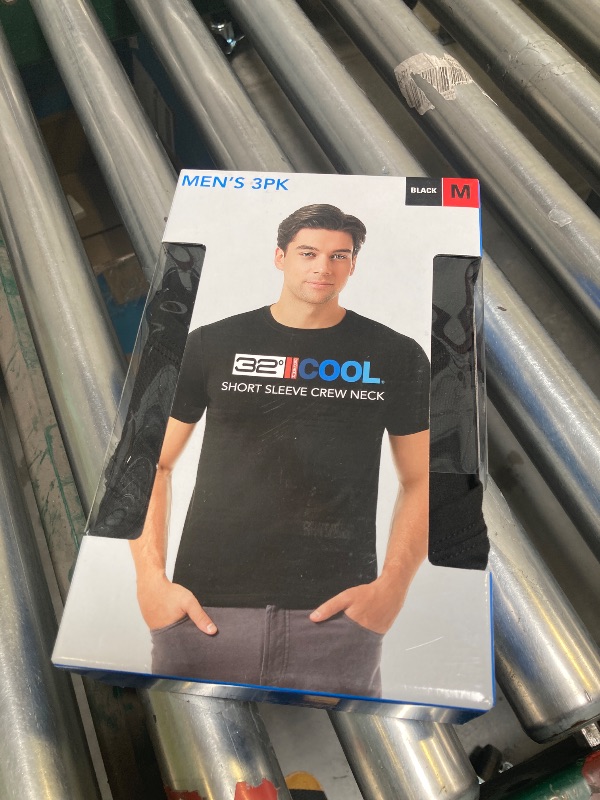 MEN'S 3PK
BLACK M
32° COOL
SHORT SLEEVE CREW NECK